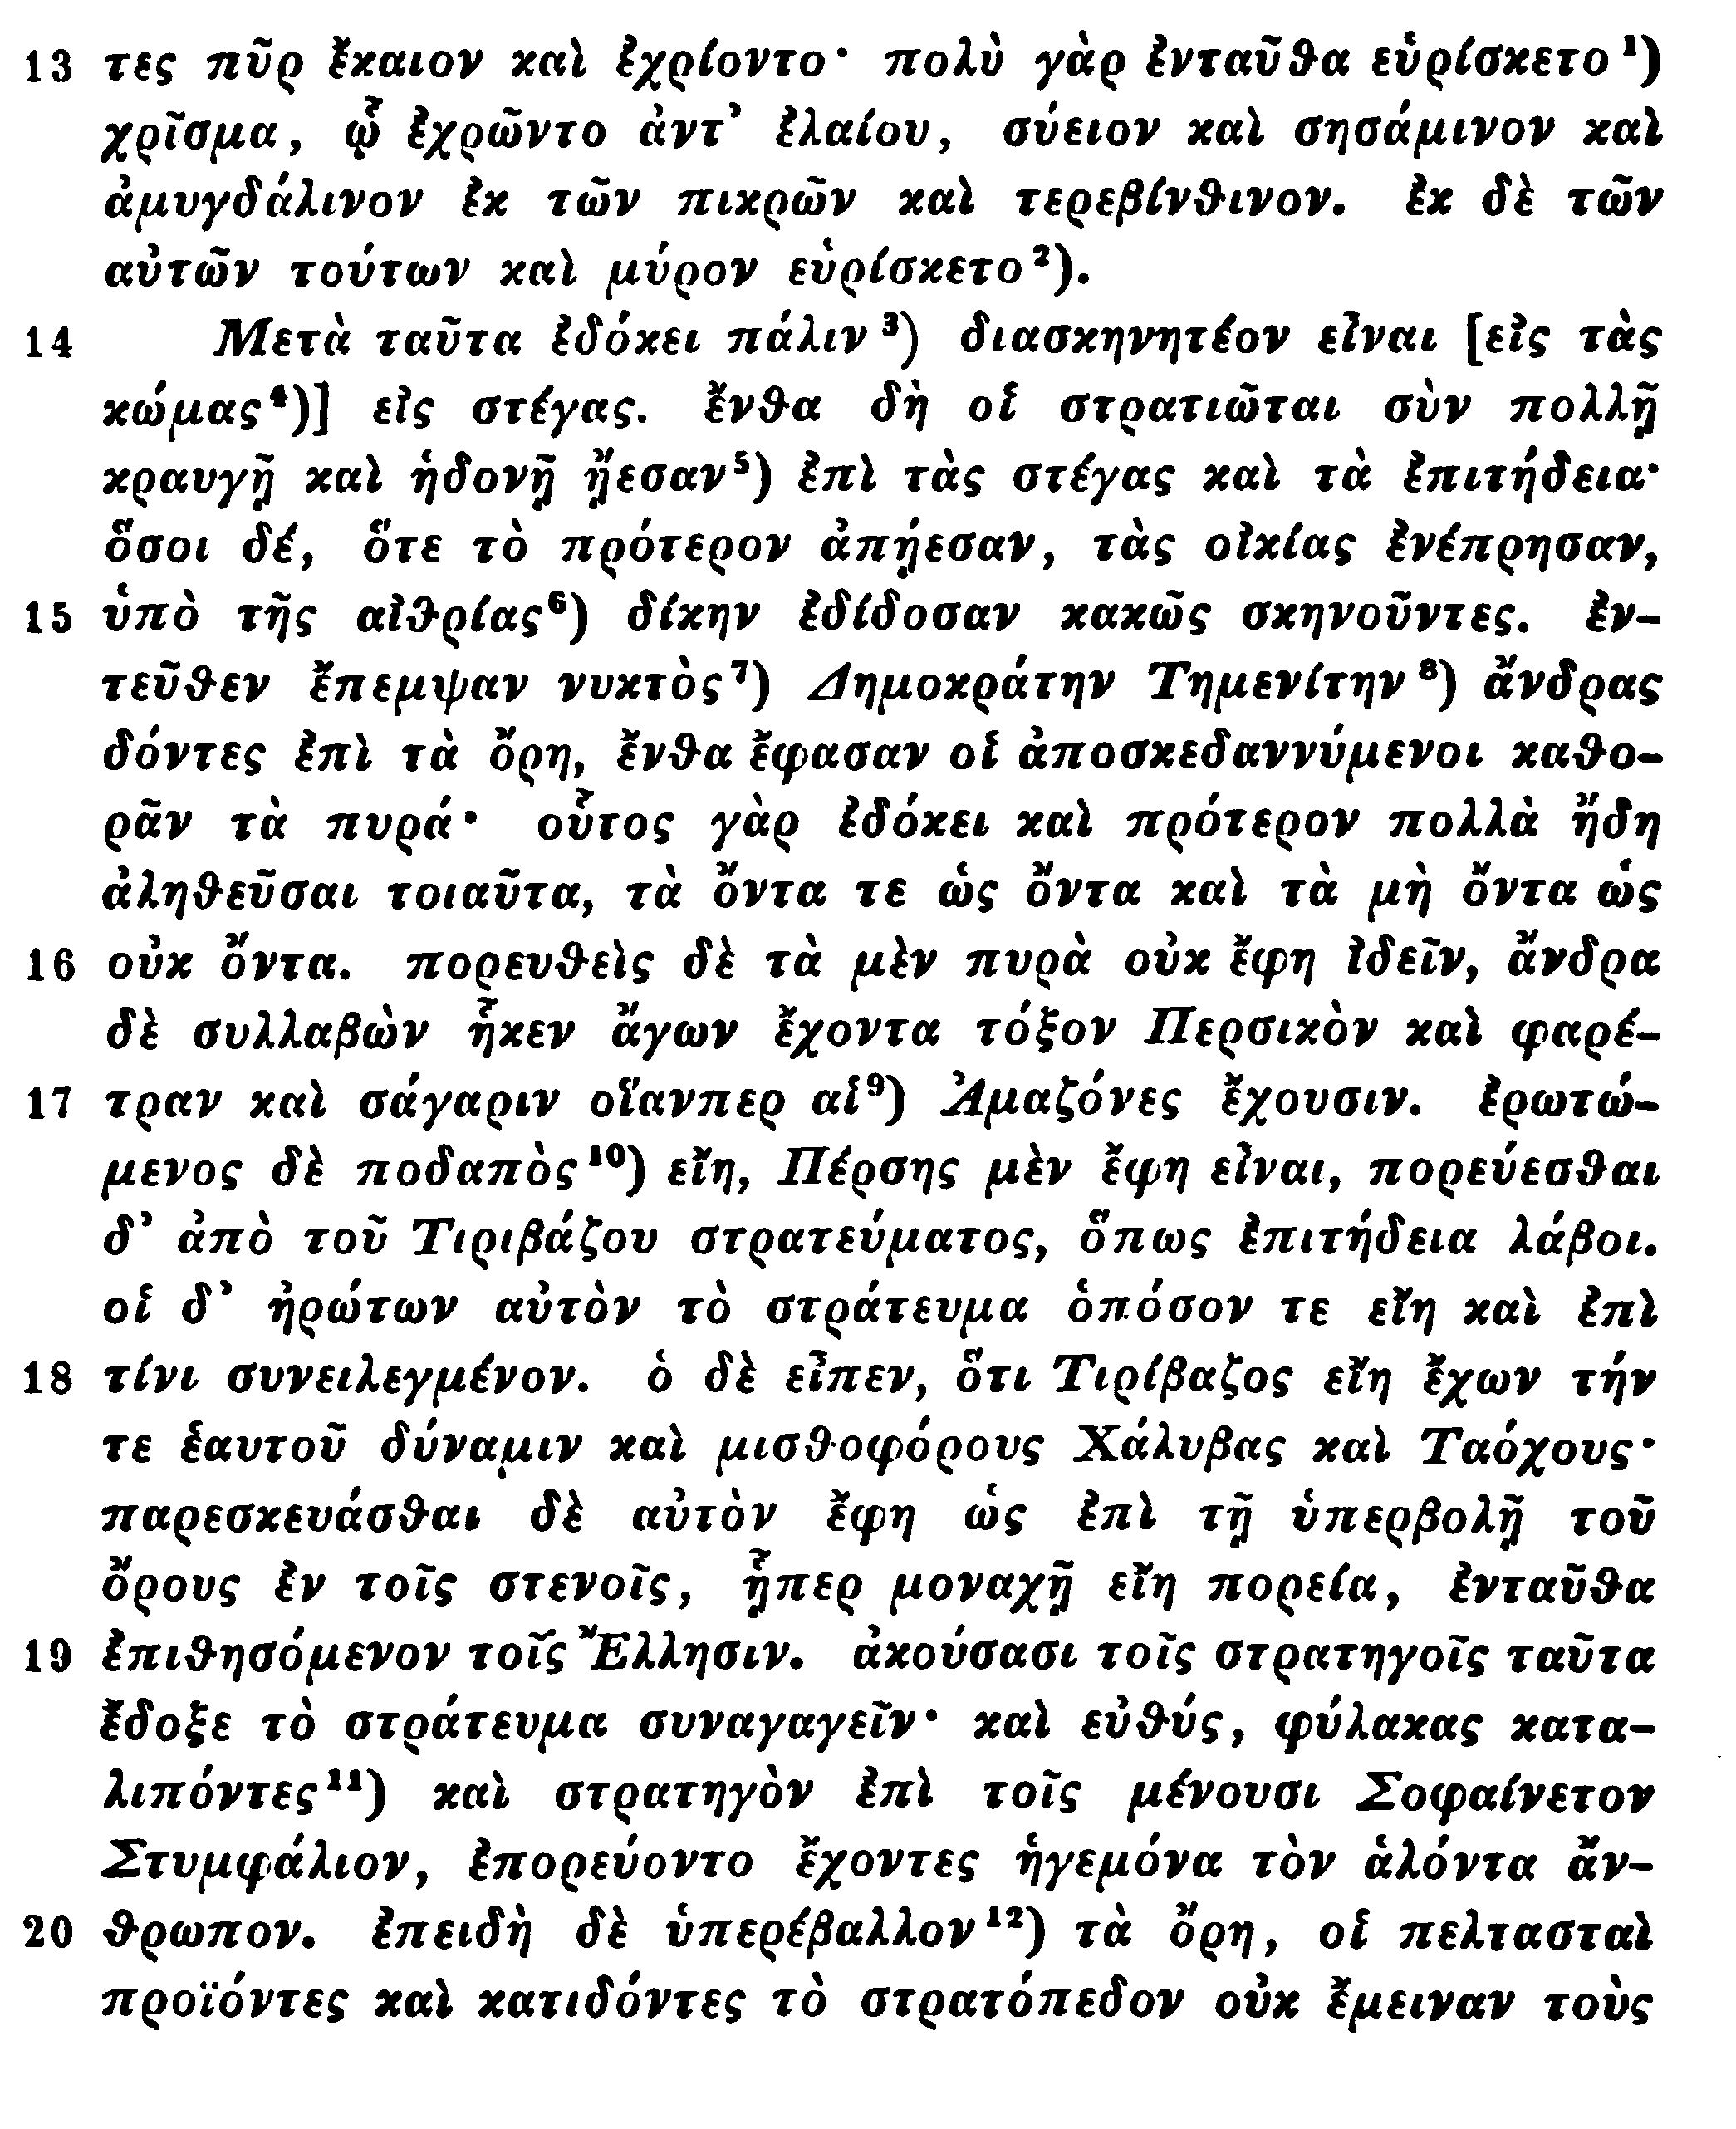 13 τες πῦρ ἔκαιον καὶ ἐχρίοντο· πολὺ γὰρ ἐνταῦθα εὑρίσκετο ¹)
χρῖσμα, ᾧ ἐχρῶντο ἀντ’ ἐλαίου, σύειον καὶ σησάμινον καὶ
ἀμυγδάλινον ἐκ τῶν πικρῶν καὶ τερεβίνθινον. ἐκ δὲ τῶν
αὐτῶν τούτων καὶ μύρον εὑρίσκετο ²).
14 Μετὰ ταῦτα ἐδόκει πάλιν ³) διασκηνητέον εἶναι [εἰς τὰς
κώμας ⁴)] εἰς στέγας. ἔνθα δὴ οἱ στρατιῶται σὺν πολλῇ
κραυγῇ καὶ ἡδονῇ ᾔεσαν ⁵) ἐπὶ τὰς στέγας καὶ τὰ ἐπιτήδεια·
ὅσοι δέ, ὅτε τὸ πρότερον ἀπῄεσαν, τὰς οἰκίας ἐνέπρησαν,
15 ὑπὸ τῆς αἰθρίας ⁶) δίκην ἐδίδοσαν κακῶς σκηνοῦντες. ἐν-
τεῦθεν ἔπεμψαν νυκτὸς ⁷) Δημοκράτην Τημενίτην ⁸) ἄνδρας
δόντες ἐπὶ τὰ ὄρη, ἔνθα ἔφασαν οἱ ἀποσκεδαννύμενοι καθο-
ρᾶν τὰ πυρά· οὗτος γὰρ ἐδόκει καὶ πρότερον πολλὰ ἤδη
ἀληθεῦσαι τοιαῦτα, τὰ ὄντα τε ὡς ὄντα καὶ τὰ μὴ ὄντα ὡς
16 οὐκ ὄντα. πορευθεὶς δὲ τὰ μὲν πυρὰ οὐκ ἔφη ἰδεῖν, ἄνδρα
δὲ συλλαβὼν ἧκεν ἄγων ἔχοντα τόξον Περσικὸν καὶ φαρέ-
17 τραν καὶ σάγαριν οἵανπερ αἱ ⁹) Ἀμαζόνες ἔχουσιν. ἐρωτώ-
μενος δὲ ποδαπὸς ¹⁰) εἴη, Πέρσης μὲν ἔφη εἶναι, πορεύεσθαι
δ’ ἀπὸ τοῦ Τιριβάζου στρατεύματος, ὅπως ἐπιτήδεια λάβοι.
οἱ δ’ ἠρώτων αὐτὸν τὸ στράτευμα ὁπόσον τε εἴη καὶ ἐπὶ
18 τίνι συνειλεγμένον. ὁ δὲ εἶπεν, ὅτι Τιρίβαζος εἴη ἔχων τήν
τε ἑαυτοῦ δύναμιν καὶ μισθοφόρους Χάλυβας καὶ Ταόχους·
παρεσκευάσθαι δὲ αὐτὸν ἔφη ὡς ἐπὶ τῇ ὑπερβολῇ τοῦ
ὄρους ἐν τοῖς στενοῖς, ᾗπερ μοναχῇ εἴη πορεία, ἐνταῦθα
19 ἐπιθησόμενον τοῖς Ἕλλησιν. ἀκούσασι τοῖς στρατηγοῖς ταῦτα
ἔδοξε τὸ στράτευμα συναγαγεῖν· καὶ εὐθύς, φύλακας κατα-
λιπόντες ¹¹) καὶ στρατηγὸν ἐπὶ τοῖς μένουσι Σοφαίνετον
Στυμφάλιον, ἐπορεύοντο ἔχοντες ἡγεμόνα τὸν ἁλόντα ἄν-
20 θρωπον. ἐπειδὴ δὲ ὑπερέβαλλον ¹²) τὰ ὄρη, οἱ πελτασταὶ
προϊόντες καὶ κατιδόντες τὸ στρατόπεδον οὐκ ἔμειναν τοὺς